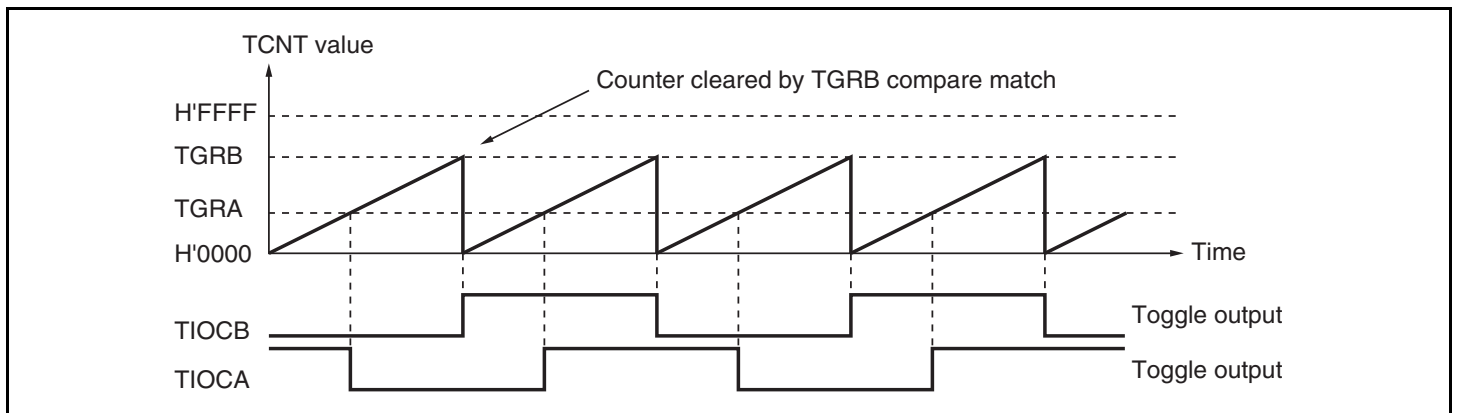 TCNT value
Counter cleared by TGRB compare match
H'FFFF
TGRB
TGRA
H'0000
Time
TIOCB
Toggle output
TIOCA
Toggle output